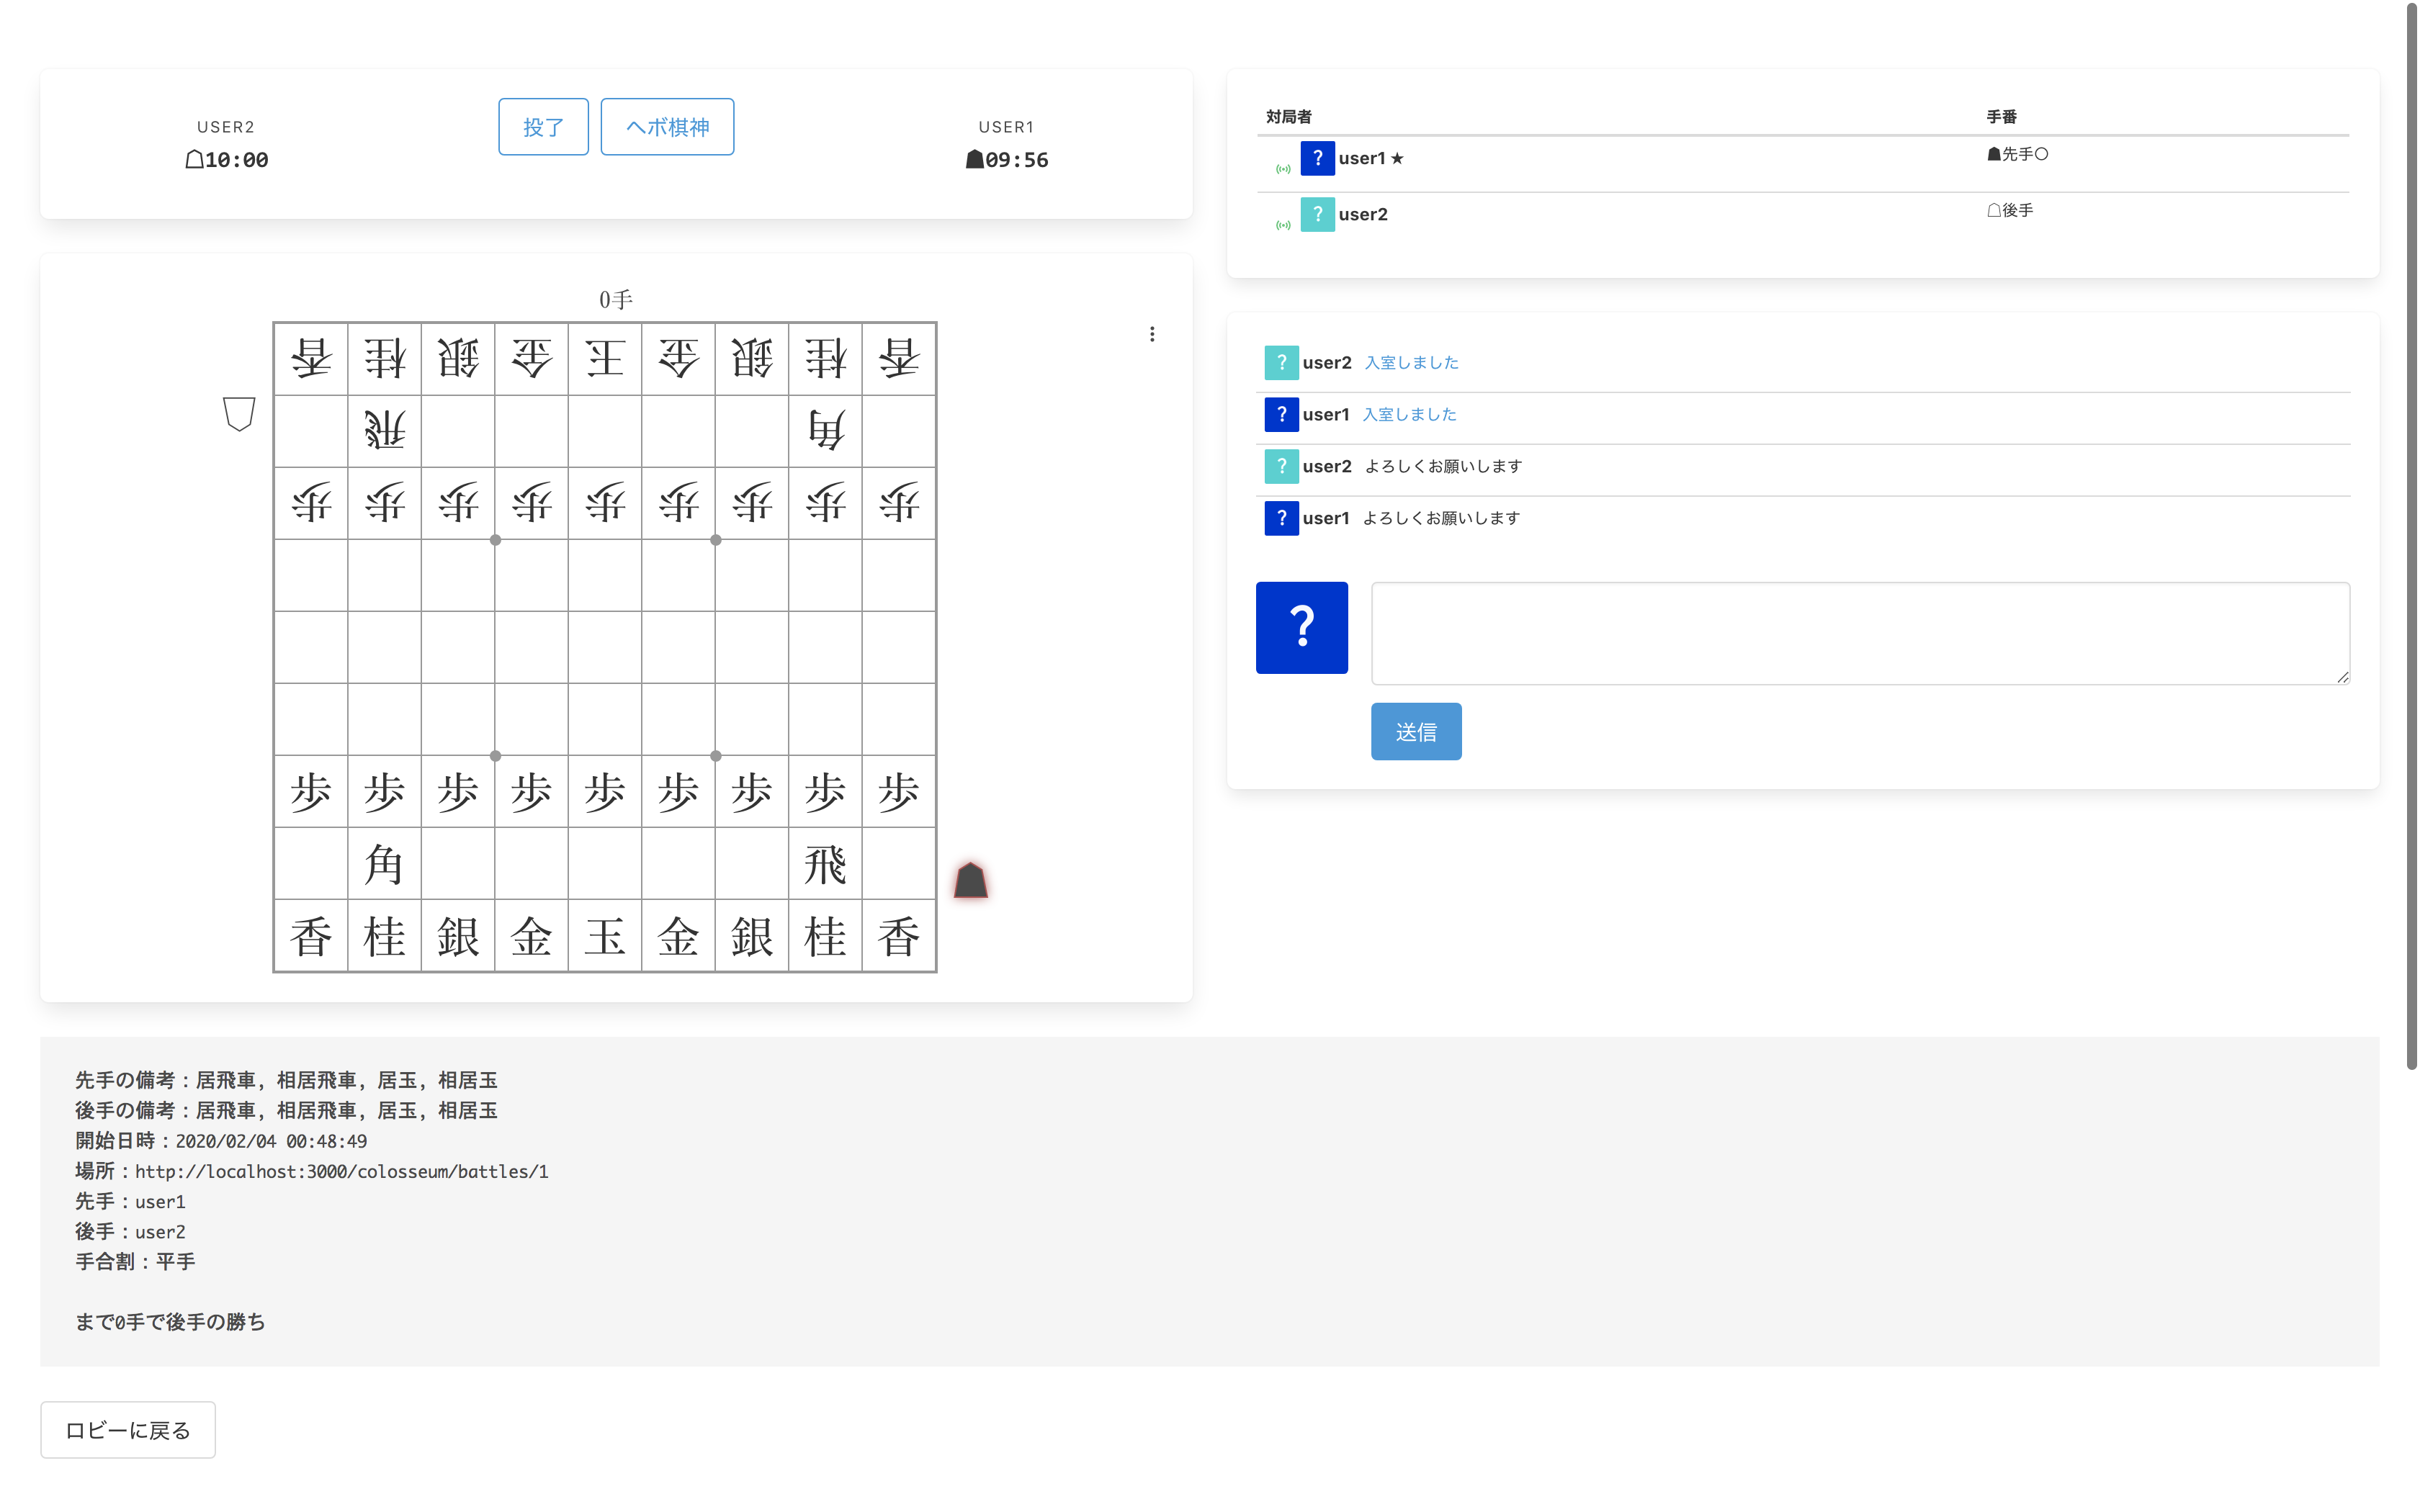 USER2
☖10:00
投了
ヘボ棋神
USER1
☗09:56
0手
香桂銀金王金銀桂香
飛角
歩歩歩歩歩歩歩歩歩
歩歩歩歩歩歩歩歩歩
角飛
香桂銀金玉金銀桂香
対局者 手番
? user1★ ☗先手○
? user2 ☖後手
? user2 入室しました
? user1 入室しました
? user2 よろしくお願いします
? user1 よろしくお願いします
?
送信
先手の備考：居飛車, 相居飛車, 居玉, 相居玉
後手の備考：居飛車, 相居飛車, 居玉, 相居玉
開始日時：2020/02/04 00:48:49
場所：http://localhost:3000/colosseum/battles/1
先手：user1
後手：user2
手合割：平手
まで0手で後手の勝ち
ロビーに戻る